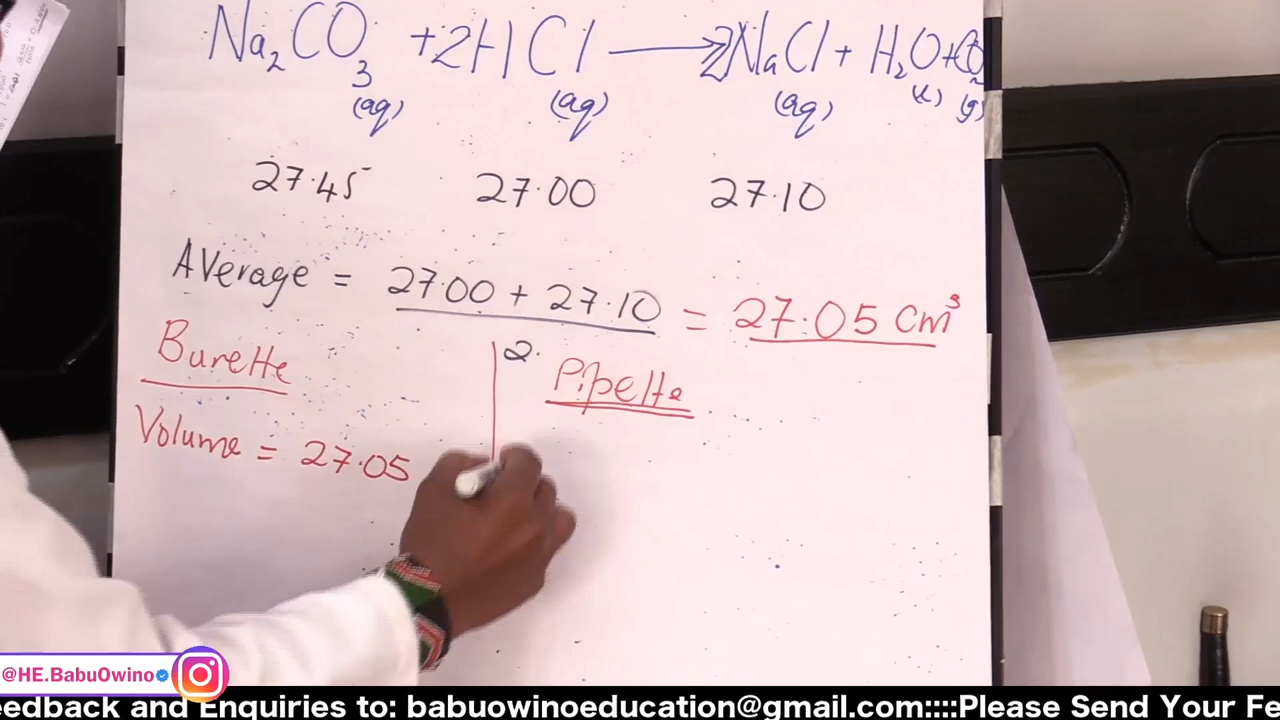 Na₂CO₃ + 2HCl → 2NaCl + H₂O + CO₂
(aq) (aq) (aq) (l) (g)
27.45 27.00 27.10
Average = 27.00 + 27.10 = 27.05 cm³
Burette
Volume = 27.05
2. Pipette
@HE.BabuOwino
eedback and Enquiries to: babuowinoeducation@gmail.com::::Please Send Your Fe